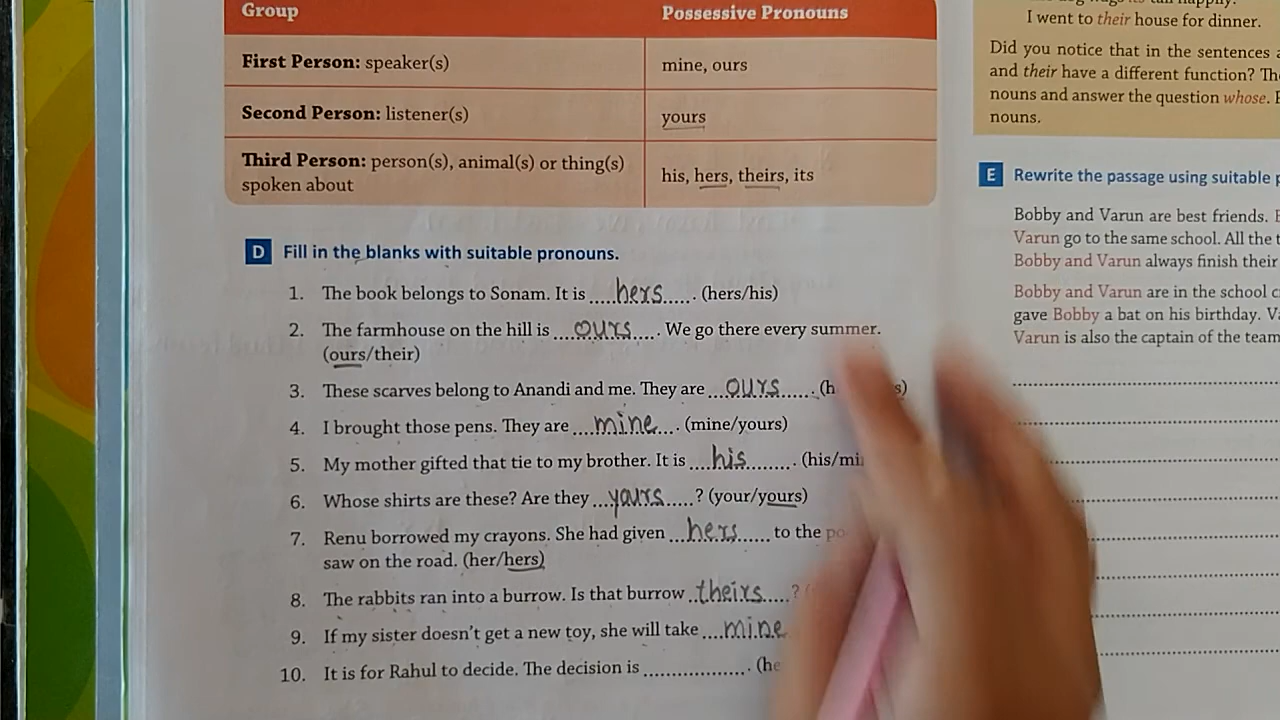 Group Possessive Pronouns
First Person: speaker(s) mine, ours
Second Person: listener(s) yours
Third Person: person(s), animal(s) or thing(s) his, hers, theirs, its
spoken about
D Fill in the blanks with suitable pronouns.
1. The book belongs to Sonam. It is ....hers...... (hers/his)
2. The farmhouse on the hill is ...ours..... We go there every summer.
(ours/their)
3. These scarves belong to Anandi and me. They are ...ours.......
4. I brought those pens. They are ....mine..... (mine/yours)
5. My mother gifted that tie to my brother. It is ....his.......... (his/
6. Whose shirts are these? Are they ...yours.....? (your/yours)
7. Renu borrowed my crayons. She had given ...hers...... to the
saw on the road. (her/hers)
8. The rabbits ran into a burrow. Is that burrow ..theirs.....?
9. If my sister doesn't get a new toy, she will take ....mine
10. It is for Rahul to decide. The decision is ...................
I went to their house for dinner.
Did you notice that in the sentences
and their have a different function?
nouns and answer the question whose.
nouns.
E Rewrite the passage using suitable
Bobby and Varun are best friends.
Varun go to the same school. All the
Bobby and Varun always finish their
Bobby and Varun are in the school
gave Bobby a bat on his birthday.
Varun is also the captain of the team